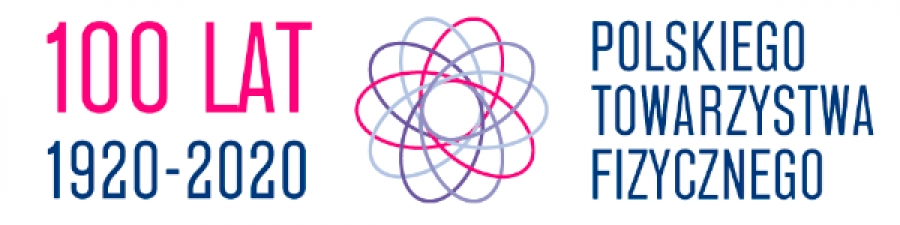 100 LAT
1920-2020
POLSKIEGO
TOWARZYSTWA
FIZYCZNEGO